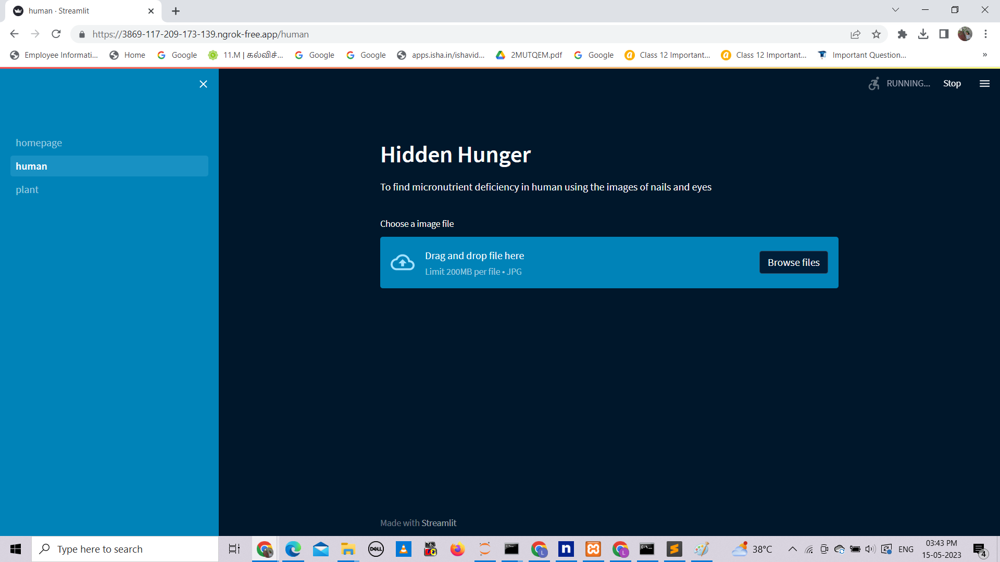 human · Streamlit
https://3869-117-209-173-139.ngrok-free.app/human
Employee Informati...
Home
Google
11.M | கல்விச்...
Google
Google
apps.isha.in/ishavid...
2MUTQEM.pdf
Google
Class 12 Important...
Class 12 Important...
Important Question...
»
RUNNING...
Stop
homepage
human
plant
Hidden Hunger
To find micronutrient deficiency in human using the images of nails and eyes
Choose a image file
Drag and drop file here
Limit 200MB per file • JPG
Browse files
Made with Streamlit
Type here to search
DELL
MS
L
n
L
C:\_
S
38°C
ENG
03:43 PM
15-05-2023
4